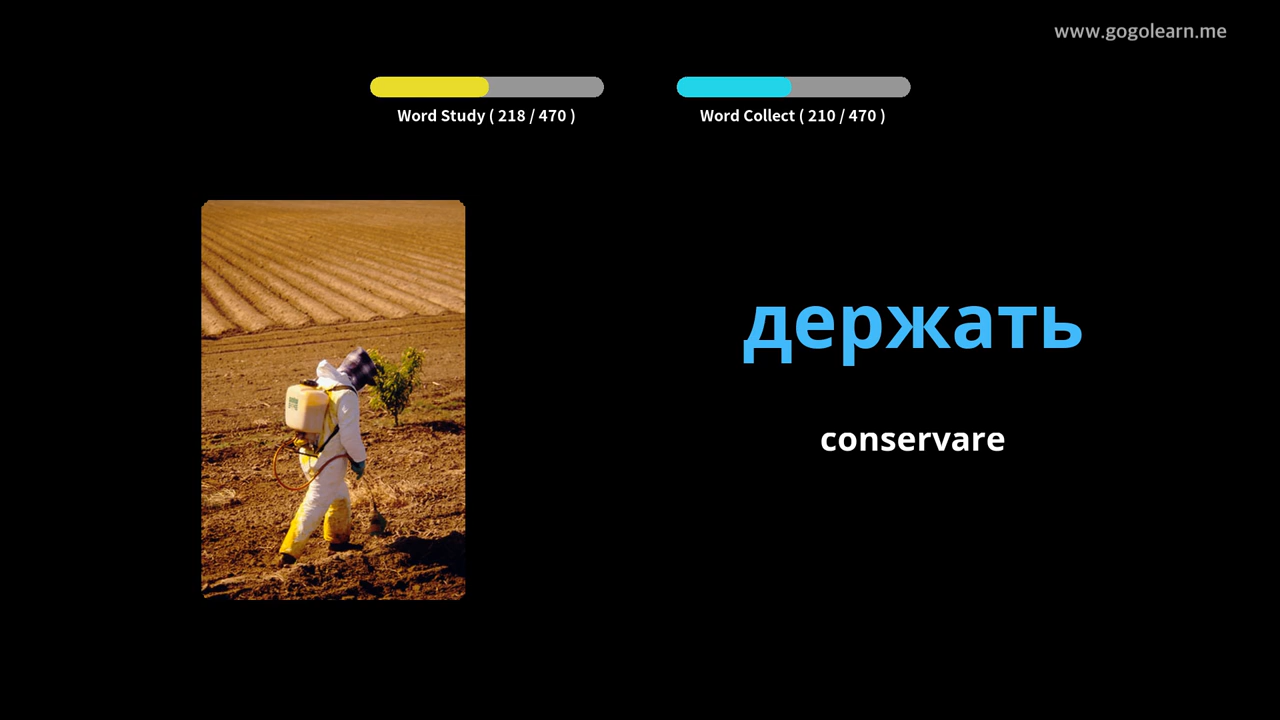 www.gogolearn.me
Word Study ( 218 / 470 )
Word Collect ( 210 / 470 )
держать
conservare